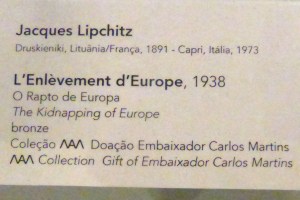 Jacques Lipchitz
Druskieniki, Lituânia/França, 1891 - Capri, Itália, 1973
L'Enlèvement d'Europe, 1938
O Rapto de Europa
The Kidnapping of Europe
bronze
Coleção MAM Doação Embaixador Carlos Martins
MAM Collection Gift of Embaixador Carlos Martins